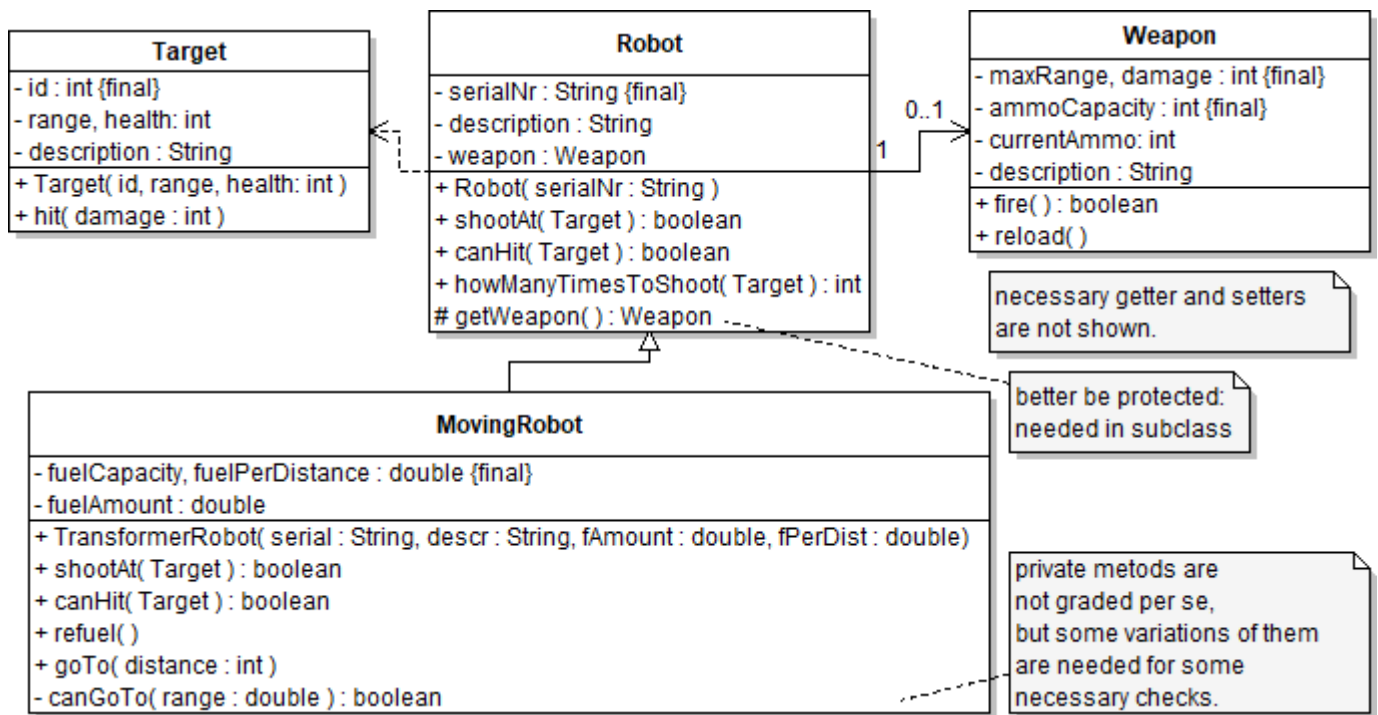 Target
- id : int {final}
- range, health: int
- description : String
+ Target( id, range, health: int )
+ hit( damage : int )
Robot
- serialNr : String {final}
- description : String
- weapon : Weapon
+ Robot( serialNr : String )
+ shootAt( Target ) : boolean
+ canHit( Target ) : boolean
+ howManyTimesToShoot( Target ) : int
# getWeapon( ) : Weapon
1
0..1
Weapon
- maxRange, damage : int {final}
- ammoCapacity : int {final}
- currentAmmo: int
- description : String
+ fire( ) : boolean
+ reload( )
necessary getter and setters
are not shown.
better be protected:
needed in subclass
MovingRobot
- fuelCapacity, fuelPerDistance : double {final}
- fuelAmount : double
+ TransformerRobot( serial : String, descr : String, fAmount : double, fPerDist : double)
+ shootAt( Target ) : boolean
+ canHit( Target ) : boolean
+ refuel( )
+ goTo( distance : int )
- canGoTo( range : double ) : boolean
private metods are
not graded per se,
but some variations of them
are needed for some
necessary checks.